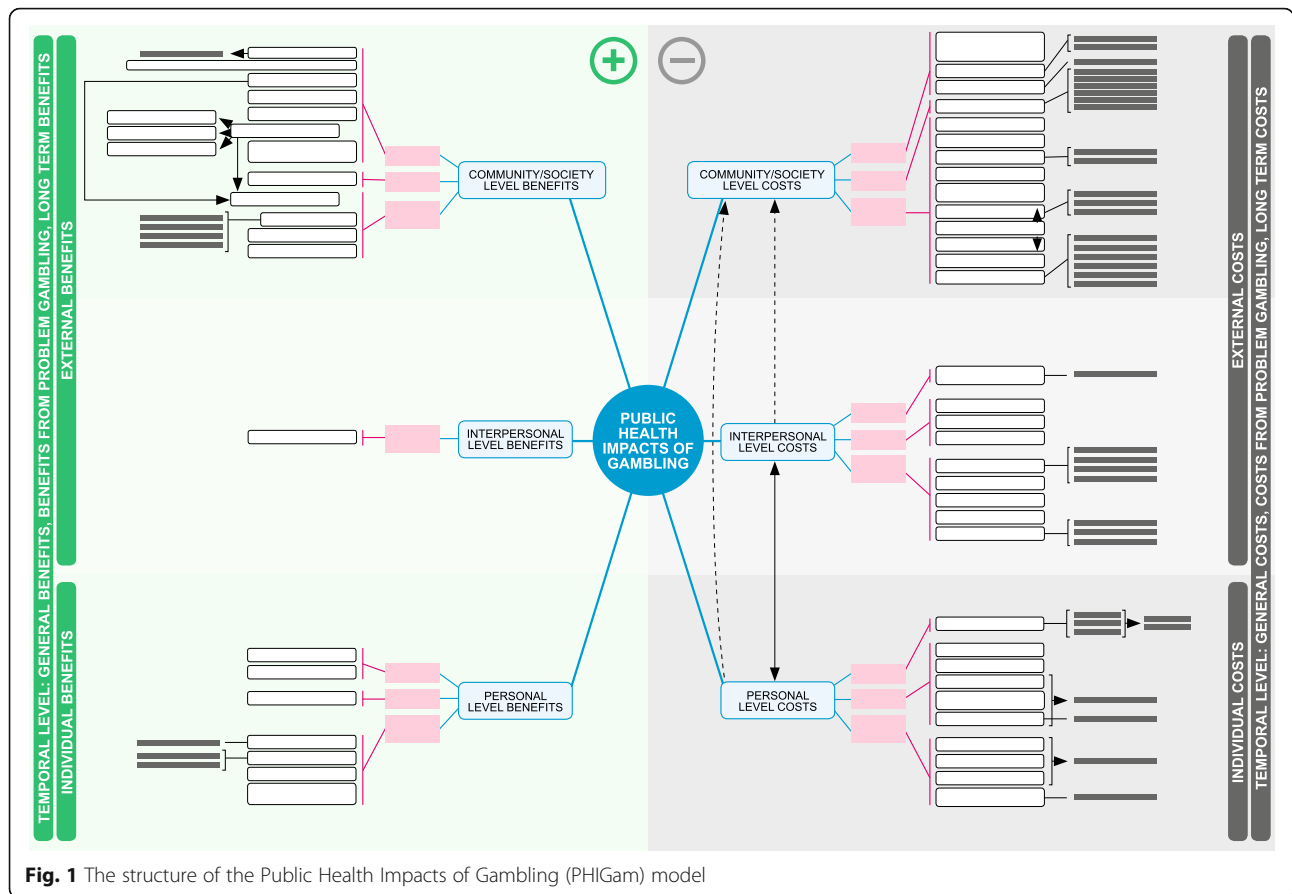 TEMPORAL LEVEL: GENERAL BENEFITS, BENEFITS FROM PROBLEM GAMBLING, LONG TERM BENEFITS
EXTERNAL BENEFITS
INDIVIDUAL BENEFITS
COMMUNITY/SOCIETY
LEVEL BENEFITS
COMMUNITY/SOCIETY
LEVEL COSTS
INTERPERSONAL
LEVEL BENEFITS
PUBLIC
HEALTH
IMPACTS OF
GAMBLING
INTERPERSONAL
LEVEL COSTS
PERSONAL
LEVEL BENEFITS
PERSONAL
LEVEL COSTS
EXTERNAL COSTS
INDIVIDUAL COSTS
TEMPORAL LEVEL: GENERAL COSTS, COSTS FROM PROBLEM GAMBLING, LONG TERM COSTS
Fig. 1 The structure of the Public Health Impacts of Gambling (PHIGam) model